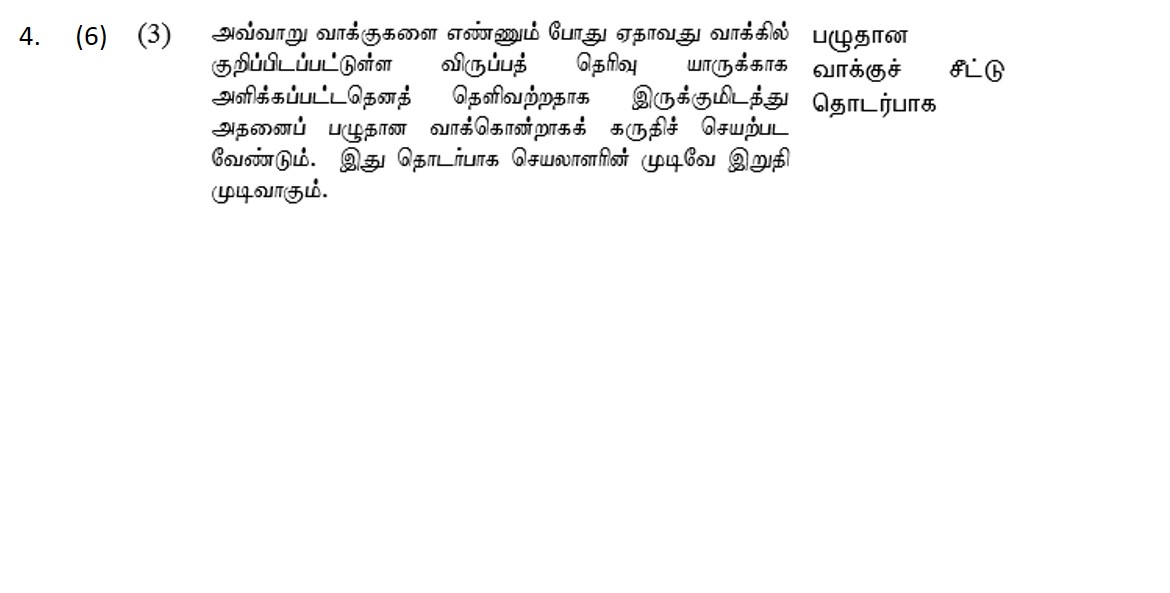 4. (6) (3) அவ்வாறு வாக்குகளை எண்ணும் போது ஏதாவது வாக்கில்
குறிப்பிடப்பட்டுள்ள விருப்பத் தெரிவு யாருக்காக
அளிக்கப்பட்டதெனத் தெளிவற்றதாக இருக்குமிடத்து
அதனைப் பழுதான வாக்கொன்றாகக் கருதிச் செயற்பட
வேண்டும். இது தொடர்பாக செயலாளரின் முடிவே இறுதி
முடிவாகும்.
பழுதான
வாக்குச் சீட்டு
தொடர்பாக